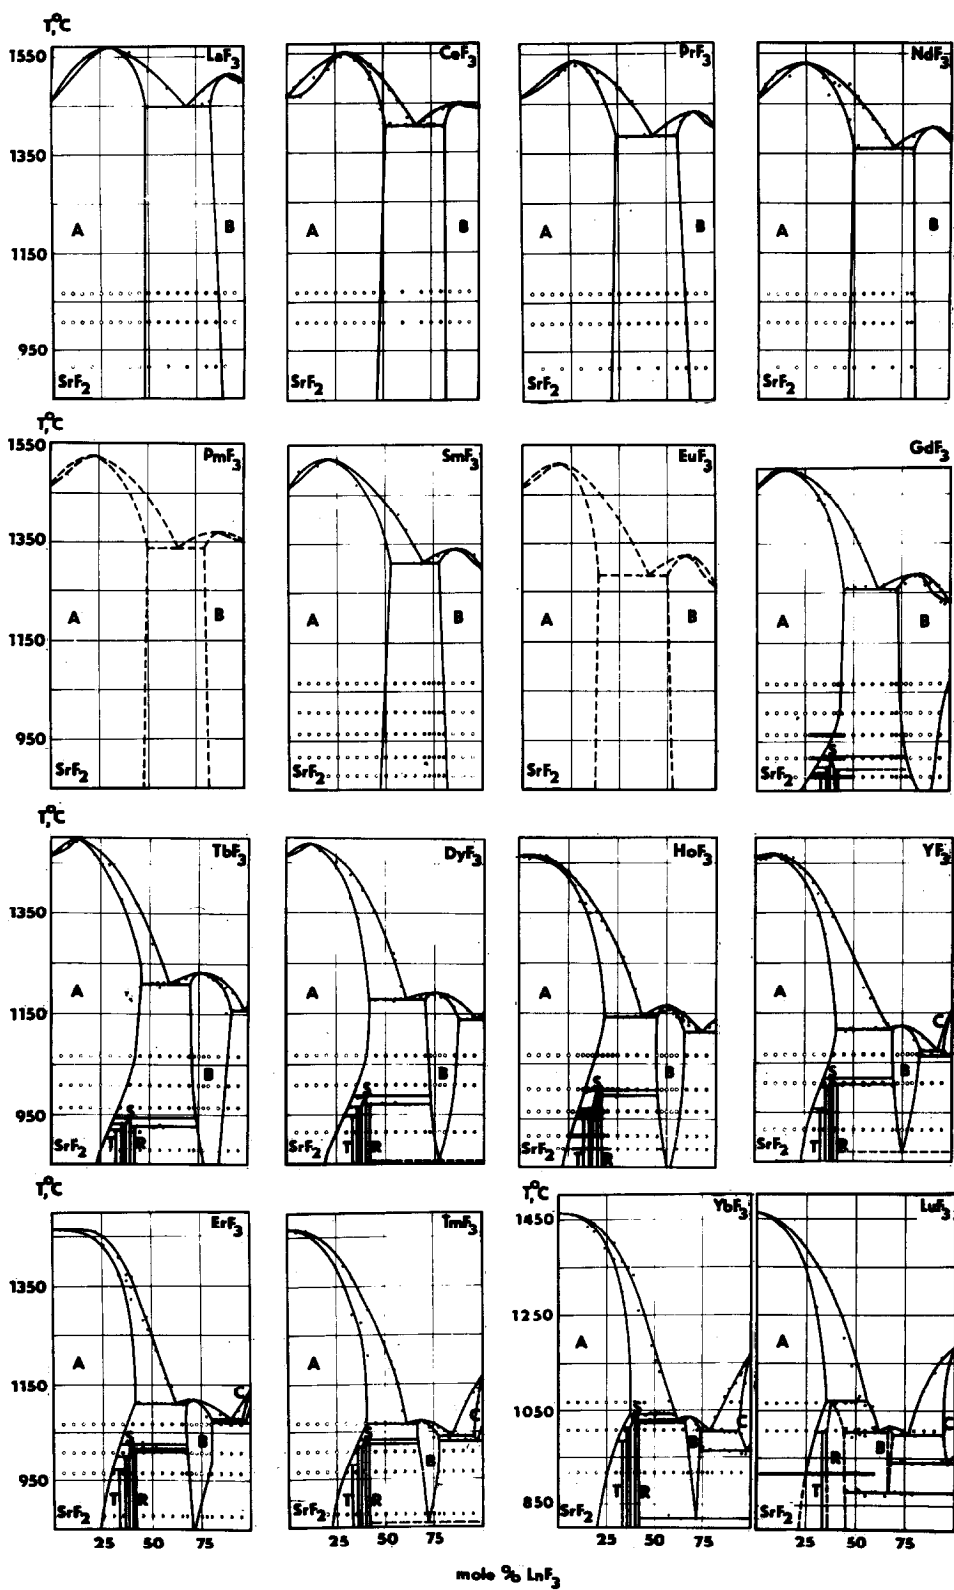 T,°C
1550
1350
1150
950
LaF3
A
B
SrF2
CeF3
A
B
SrF2
PrF3
A
B
SrF2
NdF3
A
B
SrF2
T,°C
1550
1350
1150
950
PmF3
A
B
SrF2
SmF3
A
B
SrF2
EuF3
A
B
SrF2
GdF3
A
B
S
SrF2
T,°C
1350
1150
950
TbF3
A
B
S
T
R
SrF2
DyF3
A
B
S
T
R
SrF2
HoF3
A
B
S
T
R
SrF2
YF3
A
B
C
S
T
R
SrF2
T,°C
1350
1150
950
ErF3
A
B
C
S
T
R
SrF2
25 50 75
TmF3
A
B
C
S
T
R
25 50 75
T,°C
1450
1250
1050
850
YbF3
A
B
C
S
T
R
SrF2
25 50 75
LuF3
A
B
C
R
T
SrF2
25 50 75
mole % LnF3